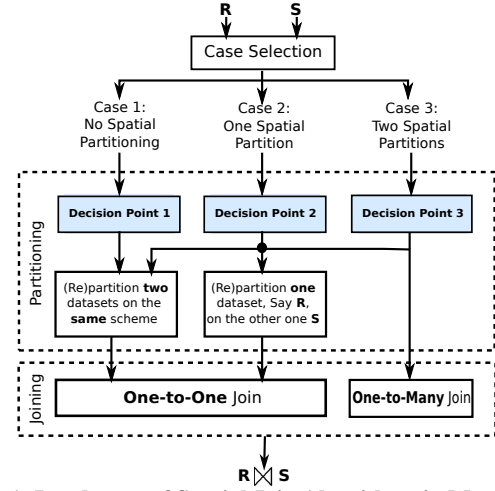 R S
Case Selection
Case 1:
No Spatial
Partitioning
Case 2:
One Spatial
Partition
Case 3:
Two Spatial
Partitions
Partitioning
Decision Point 1
Decision Point 2
Decision Point 3
(Re)partition two
datasets on the
same scheme
(Re)partition one
dataset, Say R,
on the other one S
Joining
One-to-One Join
One-to-Many Join
R ⋈ S